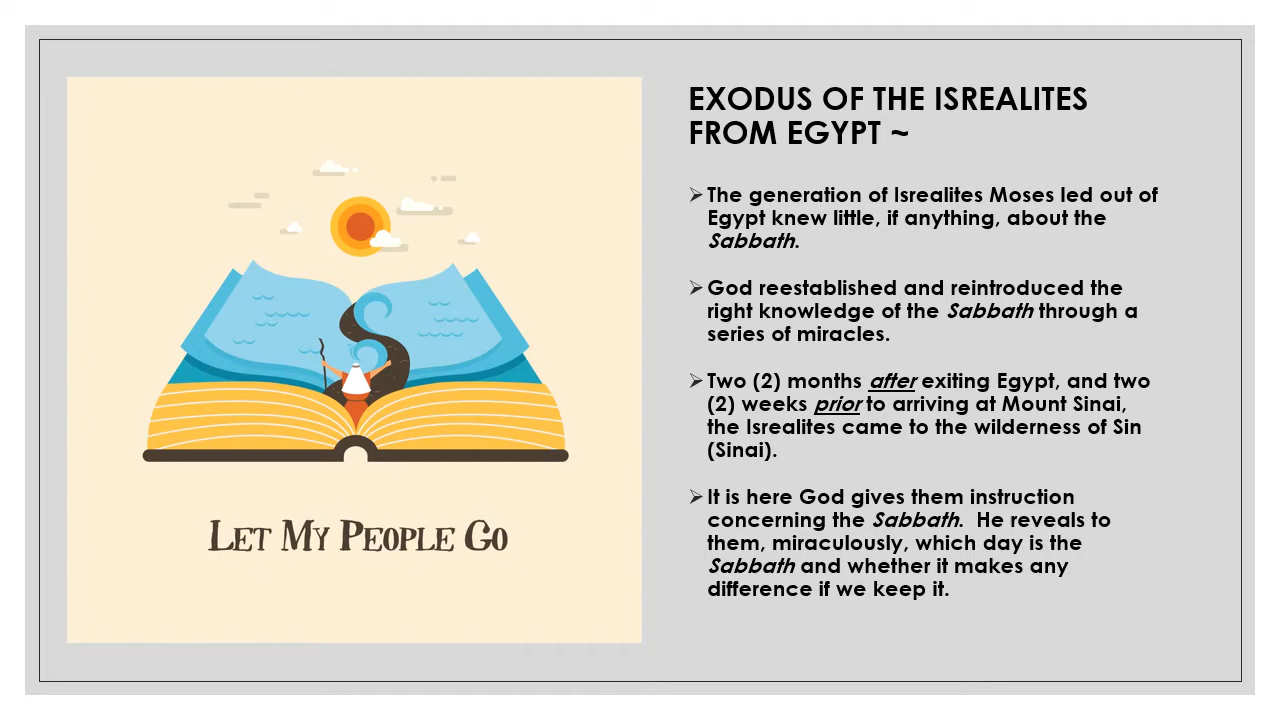 EXODUS OF THE ISREALITES
FROM EGYPT ~
➢ The generation of Isrealites Moses led out of
Egypt knew little, if anything, about the
Sabbath.
➢ God reestablished and reintroduced the
right knowledge of the Sabbath through a
series of miracles.
➢ Two (2) months after exiting Egypt, and two
(2) weeks prior to arriving at Mount Sinai,
the Isrealites came to the wilderness of Sin
(Sinai).
➢ It is here God gives them instruction
concerning the Sabbath.  He reveals to
them, miraculously, which day is the
Sabbath and whether it makes any
difference if we keep it.
LET MY PEOPLE GO